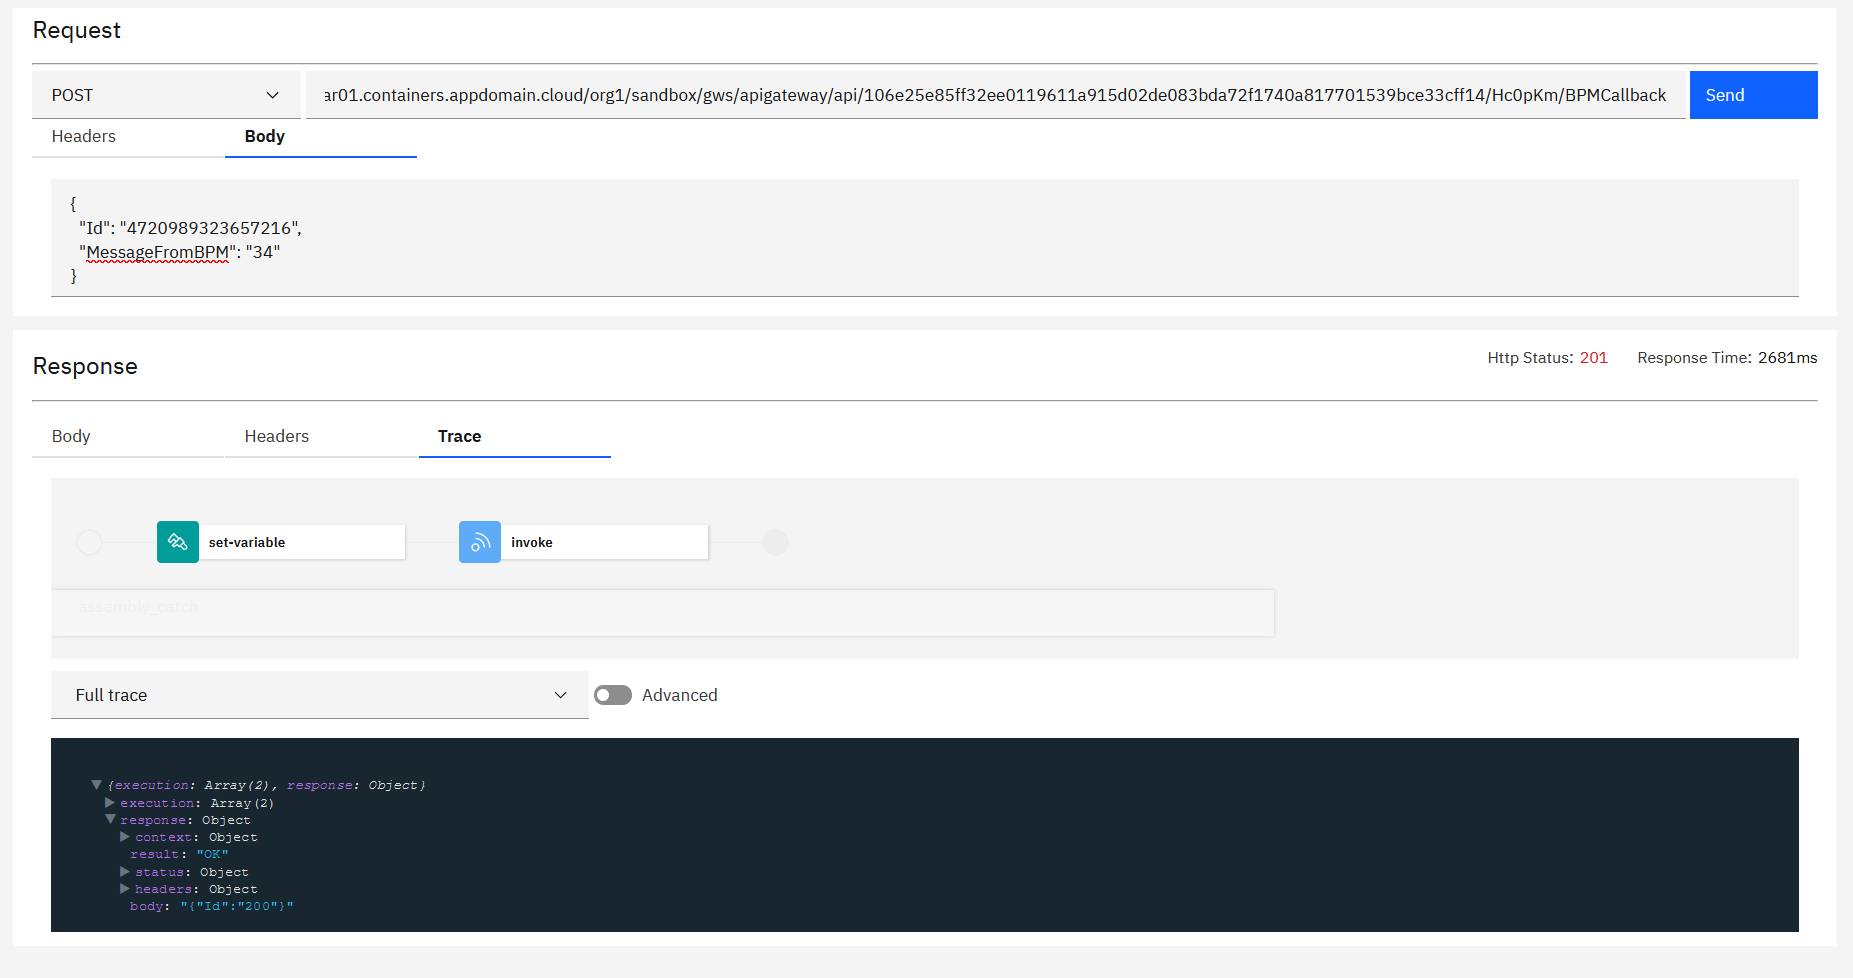 Request
POST
ar01.containers.appdomain.cloud/org1/sandbox/gws/apigateway/api/106e25e85ff32ee0119611a915d02de083bda72f1740a817701539bce33cff14/Hc0pKm/BPMCallback
Send
Headers
Body
{
"Id": "4720989323657216",
"MessageFromBPM": "34"
}
Response
Http Status: 201
Response Time: 2681ms
Body
Headers
Trace
set-variable
invoke
assembly_catch
Full trace
Advanced
▼{execution: Array(2), response: Object}
▶execution: Array(2)
▼response: Object
▶context: Object
result: "OK"
▶status: Object
▶headers: Object
body: "{"Id":"200"}"